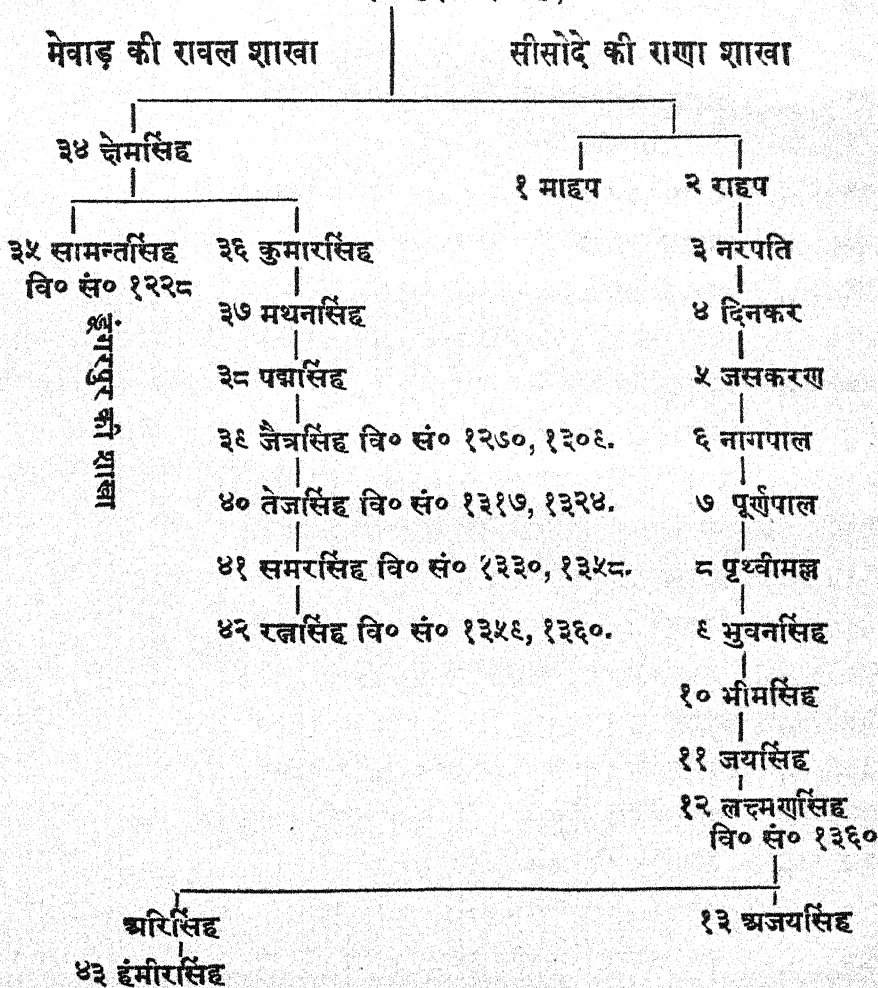 मेवाड़ की रावल शाखा
सीसोदे की राणा शाखा
३४ क्षेमसिंह
१ माहप
२ राहप
३५ सामन्तसिंह
वि० सं० १२२८
डूंगरपुर की शाखा
३६ कुमारसिंह
३७ मथनसिंह
३८ पद्मसिंह
३९ जैत्रसिंह वि० सं० १२७०, १३०९.
४० तेजसिंह वि० सं० १३१७, १३२४.
४१ समरसिंह वि० सं० १३३०, १३५८.
४२ रत्नसिंह वि० सं० १३५९, १३६०.
३ नरपति
४ दिनकर
५ जसकरण
६ नागपाल
७ पूर्णपाल
८ पृथ्वीमल्ल
९ भुवनसिंह
१० भीमसिंह
११ जयसिंह
१२ लक्ष्मणसिंह
वि० सं० १३६०
अरिसिंह
४३ हंमीरसिंह
१३ अजयसिंह